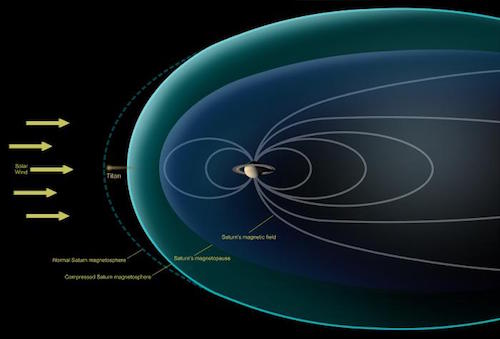 Solar
Wind
Titan
Saturn's magnetic field
Normal Saturn magnetosphere
Saturn's magnetopause
Compressed Saturn magnetosphere